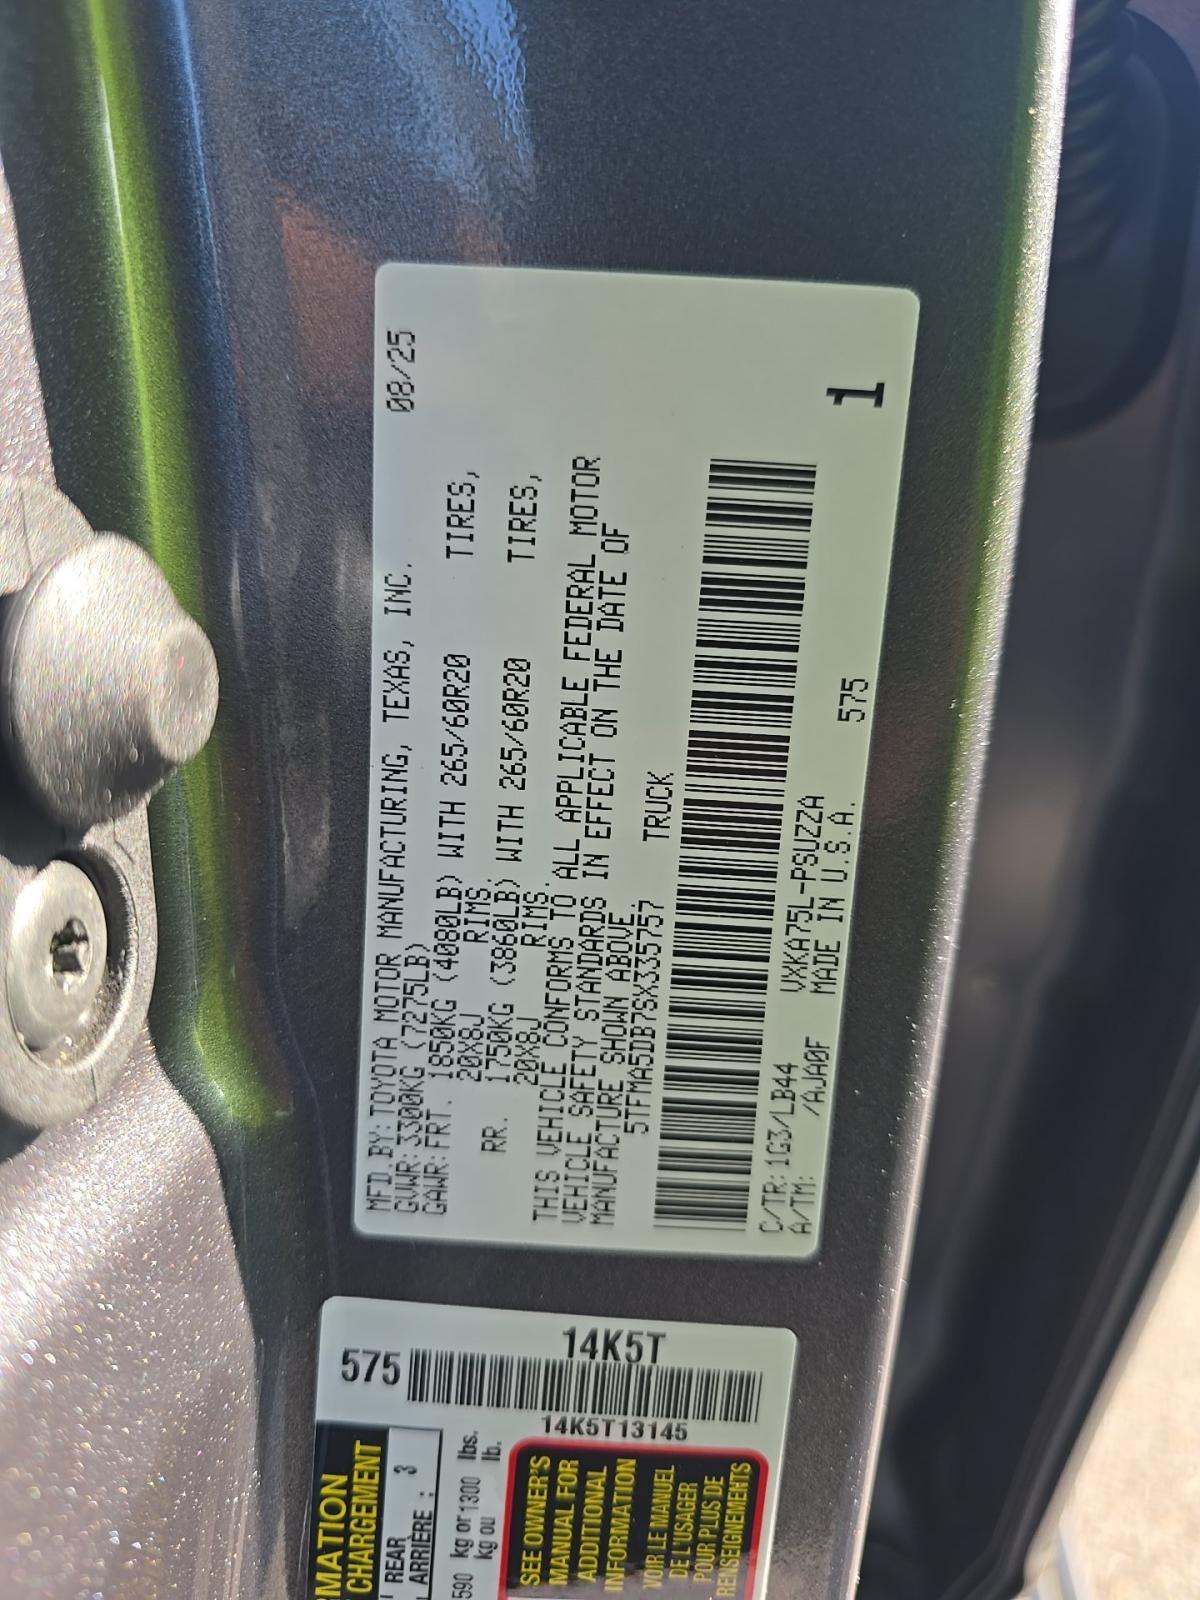 MFD.BY:TOYOTA MOTOR MANUFACTURING, TEXAS, INC. 08/25
GVWR:3300KG (7275LB)
GAWR:FRT. 1850KG (4080LB) WITH 265/60R20 TIRES,
20X8J RIMS.
RR. 1750KG (3860LB) WITH 265/60R20 TIRES,
20X8J RIMS.
THIS VEHICLE CONFORMS TO ALL APPLICABLE FEDERAL MOTOR
VEHICLE SAFETY STANDARDS IN EFFECT ON THE DATE OF
MANUFACTURE SHOWN ABOVE.
5TFMA5DB7SX335757 TRUCK
C/TR:1G3/LB44 VXKA75L-PSUZZA
A/TM: /AJA0F MADE IN U.S.A. 575
1
575
14K5T
14K5T13145
CHARGEMENT
REAR
ARRIERE : 3
590 kg or 1300 lbs.
kg ou lb.
SEE OWNER'S
MANUAL FOR
ADDITIONAL
INFORMATION
VOIR LE MANUEL
DE L'USAGER
POUR PLUS DE
RENSEIGNEMENTS